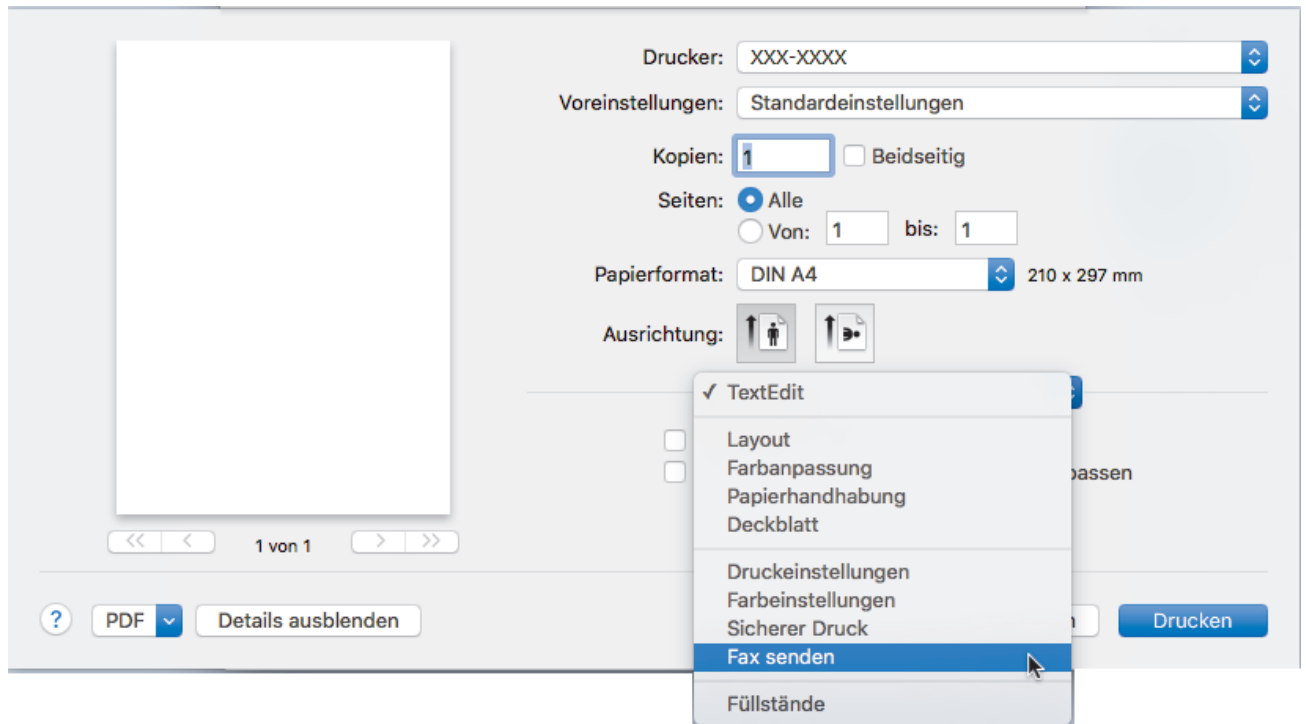 Drucker: XXX-XXXX
Voreinstellungen: Standardeinstellungen
Kopien: 1 Beidseitig
Seiten: Alle
Von: 1 bis: 1
Papierformat: DIN A4 210 x 297 mm
Ausrichtung:
✓ TextEdit
Layout
Farbanpassung
Papierhandhabung
Deckblatt
Druckeinstellungen
Farbeinstellungen
Sicherer Druck
Fax senden
Füllstände
1 von 1
? PDF Details ausblenden Drucken